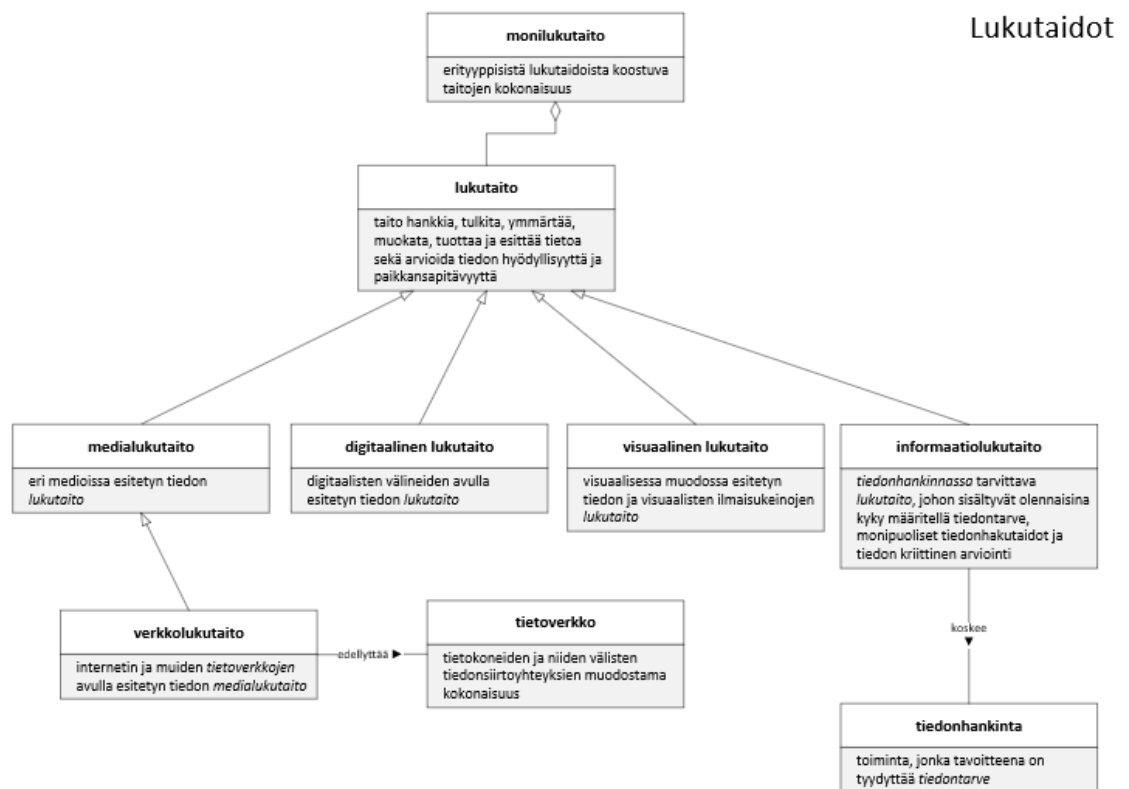 Lukutaidot
monilukutaito
erityyppisistä lukutaidoista koostuva
taitojen kokonaisuus
lukutaito
taito hankkia, tulkita, ymmärtää,
muokata, tuottaa ja esittää tietoa
sekä arvioida tiedon hyödyllisyyttä ja
paikkansapitävyyttä
medialukutaito
eri medioissa esitetyn tiedon
lukutaito
digitaalinen lukutaito
digitaalisten välineiden avulla
esitetyn tiedon lukutaito
visuaalinen lukutaito
visuaalisessa muodossa esitetyn
tiedon ja visuaalisten ilmaisukeinojen
lukutaito
informaatiolukutaito
tiedonhankinnassa tarvittava
lukutaito, johon sisältyvät olennaisina
kyky määritellä tiedontarve,
monipuoliset tiedonhakutaidot ja
tiedon kriittinen arviointi
verkkolukutaito
internetin ja muiden tietoverkkojen
avulla esitetyn tiedon medialukutaito
edellyttää
tietoverkko
tietokoneiden ja niiden välisten
tiedonsiirtoyhteyksien muodostama
kokonaisuus
koskee
tiedonhankinta
toiminta, jonka tavoitteena on
tyydyttää tiedontarve